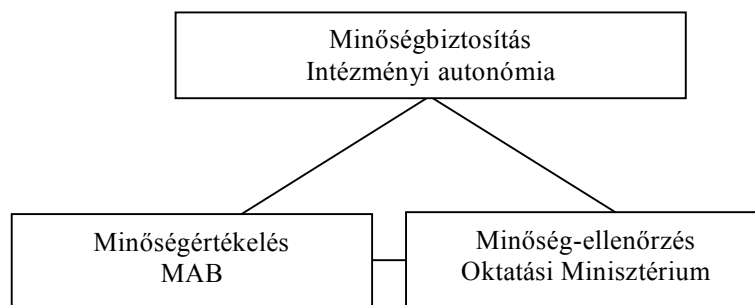 Minőségbiztosítás
Intézményi autonómia
Minőségértékelés
MAB
Minőség-ellenőrzés
Oktatási Minisztérium